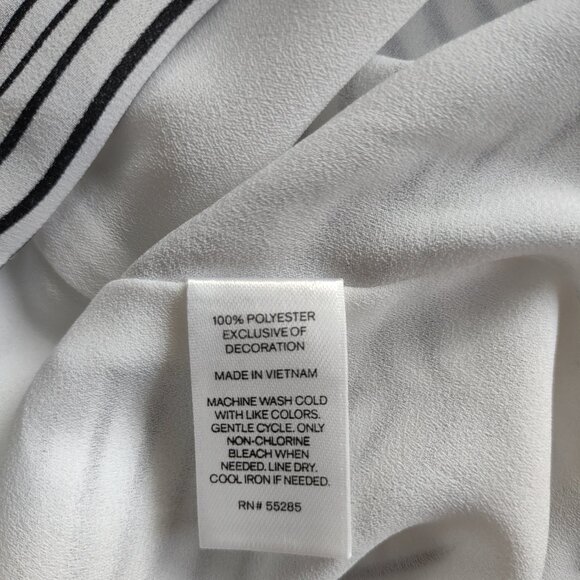 100% POLYESTER
EXCLUSIVE OF
DECORATION
MADE IN VIETNAM
MACHINE WASH COLD
WITH LIKE COLORS.
GENTLE CYCLE. ONLY
NON-CHLORINE
BLEACH WHEN
NEEDED. LINE DRY.
COOL IRON IF NEEDED.
RN# 55285